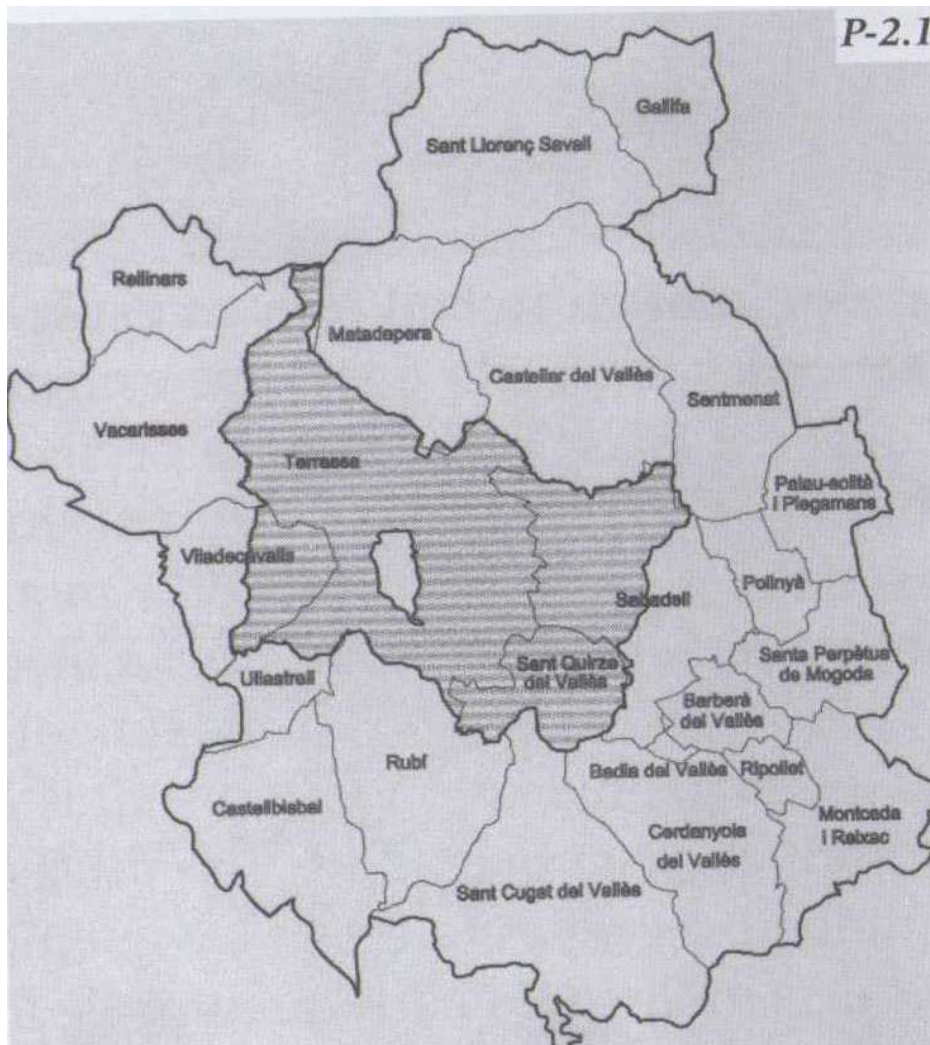 P-2.1
Gallifa
Sant Llorenç Savall
Rellinars
Matadepera
Castellar del Vallès
Sentmenat
Vacarisses
Terrassa
Palau-solità
i Plegamans
Viladecavalls
Polinyà
Sabadell
Sant Quirze
del Vallès
Santa Perpètua
de Mogoda
Ullastrell
Barberà
del Vallès
Rubí
Badia del Vallès
Ripollet
Castellbisbal
Montcada
i Reixac
Cerdanyola
del Vallès
Sant Cugat del Vallès